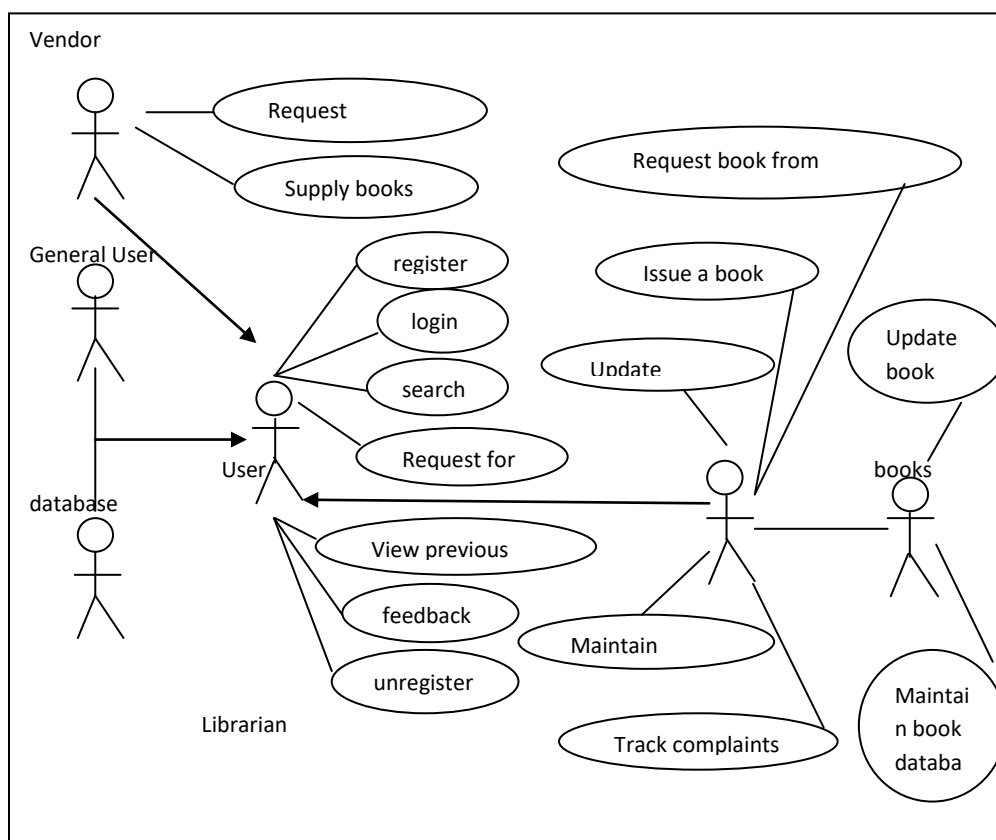 Vendor
Request
Supply books
Request book from
General User
register
Issue a book
login
Update
Update
book
search
Request for
User
books
database
View previous
feedback
Maintain
unregister
Librarian
Track complaints
Maintai
n book
databa